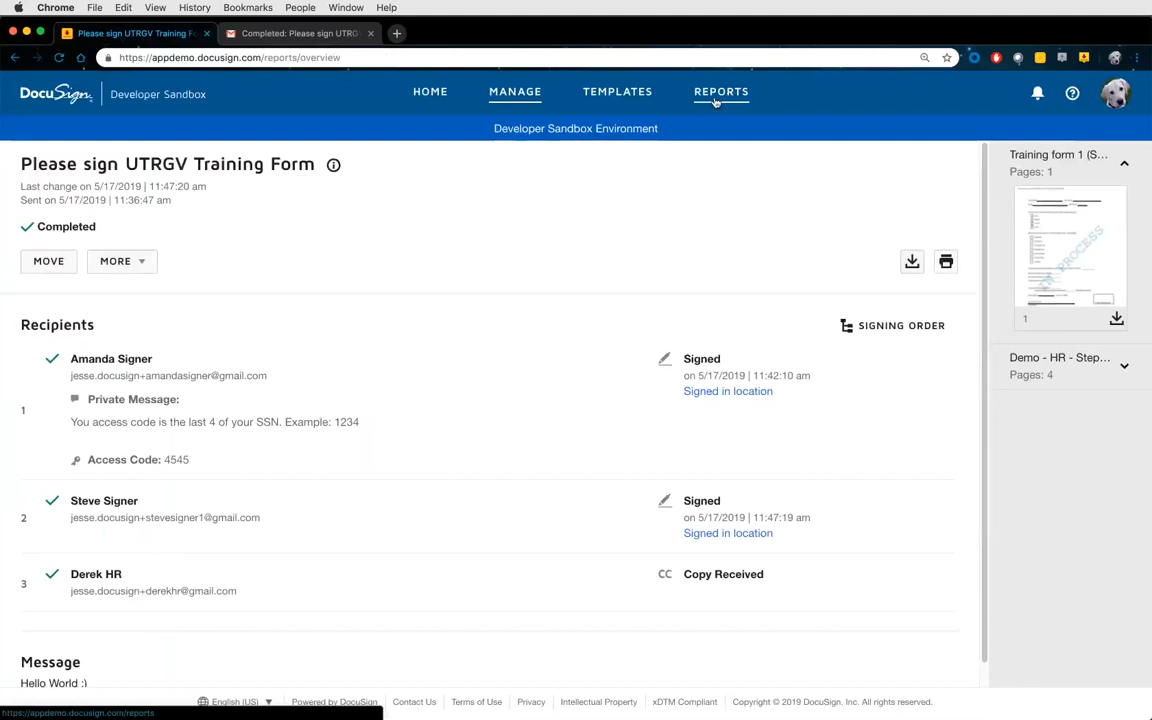 Chrome File Edit View History Bookmarks People Window Help
Please sign UTRGV Training F
Completed: Please sign UTRG
https://appdemo.docusign.com/reports/overview
DocuSign Developer Sandbox
HOME MANAGE TEMPLATES REPORTS
Developer Sandbox Environment
Please sign UTRGV Training Form
Last change on 5/17/2019 | 11:47:20 am
Sent on 5/17/2019 | 11:36:47 am
Completed
MOVE MORE
Recipients
SIGNING ORDER
1
Amanda Signer
jesse.docusign+amandasigner@gmail.com
Private Message:
You access code is the last 4 of your SSN. Example: 1234
Access Code: 4545
Signed
on 5/17/2019 | 11:42:10 am
Signed in location
2
Steve Signer
jesse.docusign+stevesigner1@gmail.com
Signed
on 5/17/2019 | 11:47:19 am
Signed in location
3
Derek HR
jesse.docusign+derekhr@gmail.com
CC Copy Received
Message
Hello World :)
Training form 1 (S...
Pages: 1
IN PROCESS
1
Demo - HR - Step...
Pages: 4
English (US) Powered by DocuSign Contact Us Terms of Use Privacy Intellectual Property xDTM Compliant Copyright © 2019 DocuSign, Inc. All rights reserved.
https://appdemo.docusign.com/reports